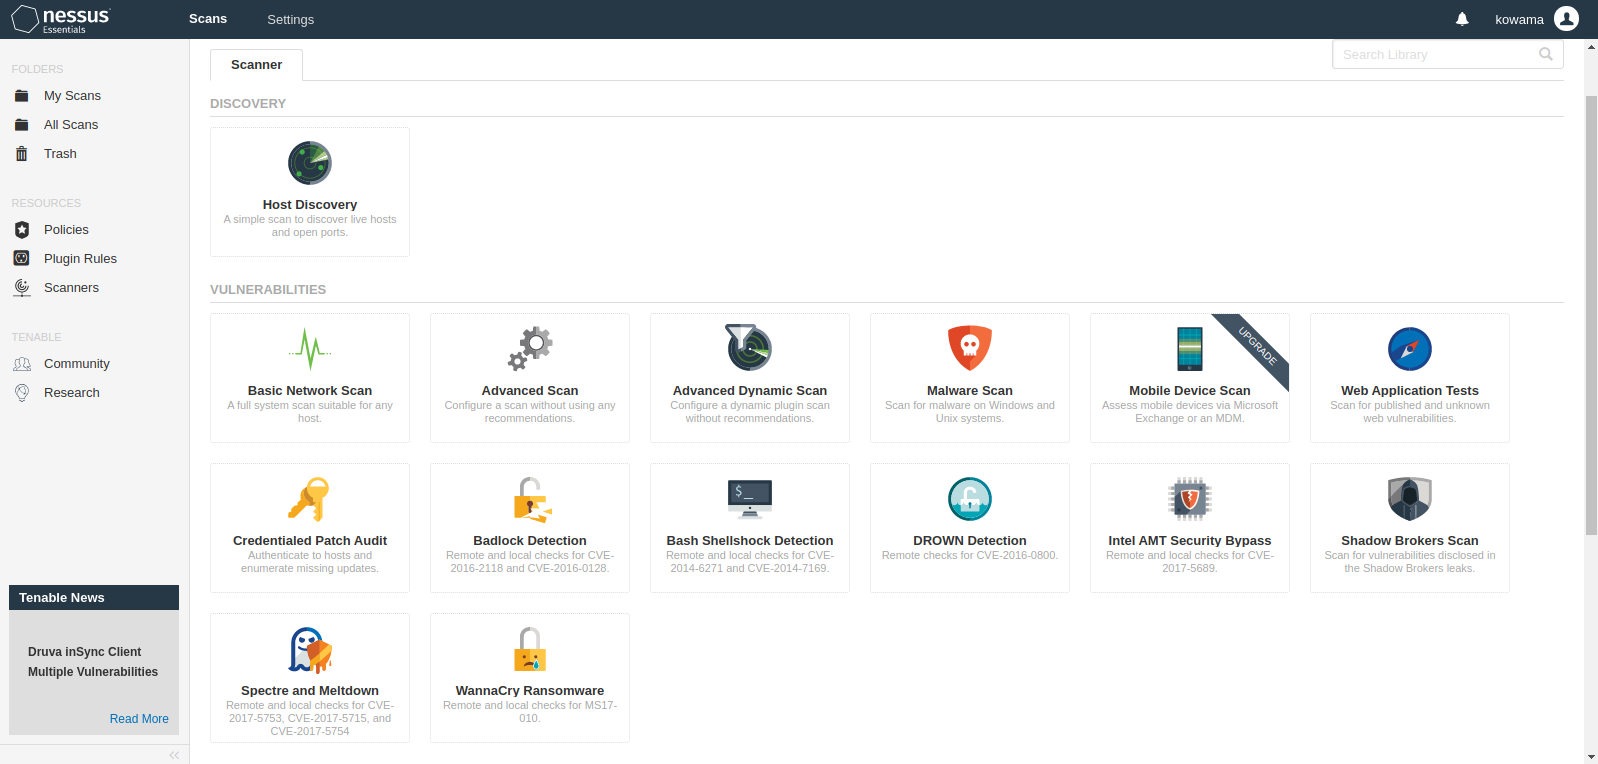 nessus
Essentials
Scans
Settings
kowama
FOLDERS
My Scans
All Scans
Trash
RESOURCES
Policies
Plugin Rules
Scanners
TENABLE
Community
Research
Tenable News
Druva inSync Client
Multiple Vulnerabilities
Read More
Scanner
Search Library
DISCOVERY
Host Discovery
A simple scan to discover live hosts
and open ports.
VULNERABILITIES
Basic Network Scan
A full system scan suitable for any
host.
Advanced Scan
Configure a scan without using any
recommendations.
Advanced Dynamic Scan
Configure a dynamic plugin scan
without recommendations.
Malware Scan
Scan for malware on Windows and
Unix systems.
UPGRADE
Mobile Device Scan
Assess mobile devices via Microsoft
Exchange or an MDM.
Web Application Tests
Scan for published and unknown
web vulnerabilities.
Credentialed Patch Audit
Authenticate to hosts and
enumerate missing updates.
Badlock Detection
Remote and local checks for CVE-
2016-2118 and CVE-2016-0128.
$_
Bash Shellshock Detection
Remote and local checks for CVE-
2014-6271 and CVE-2014-7169.
DROWN Detection
Remote checks for CVE-2016-0800.
Intel AMT Security Bypass
Remote and local checks for CVE-
2017-5689.
Shadow Brokers Scan
Scan for vulnerabilities disclosed in
the Shadow Brokers leaks.
Spectre and Meltdown
Remote and local checks for CVE-
2017-5753, CVE-2017-5715, and
CVE-2017-5754
WannaCry Ransomware
Remote and local checks for MS17-
010.